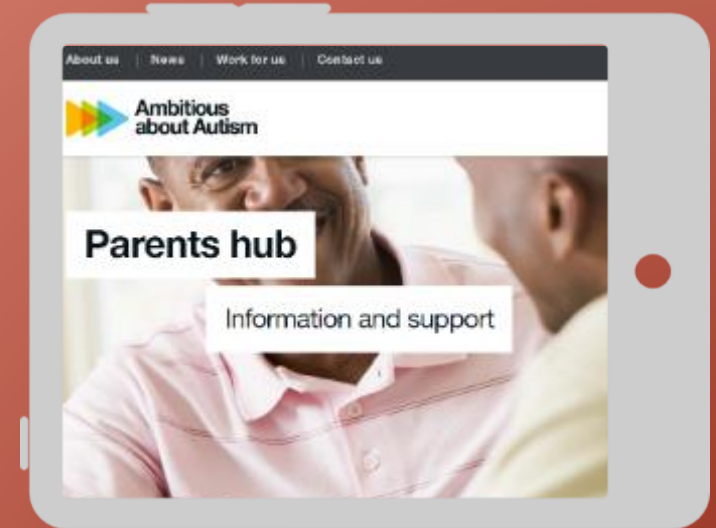 About us | News | Work for us | Contact us
Ambitious
about Autism
Parents hub
Information and support